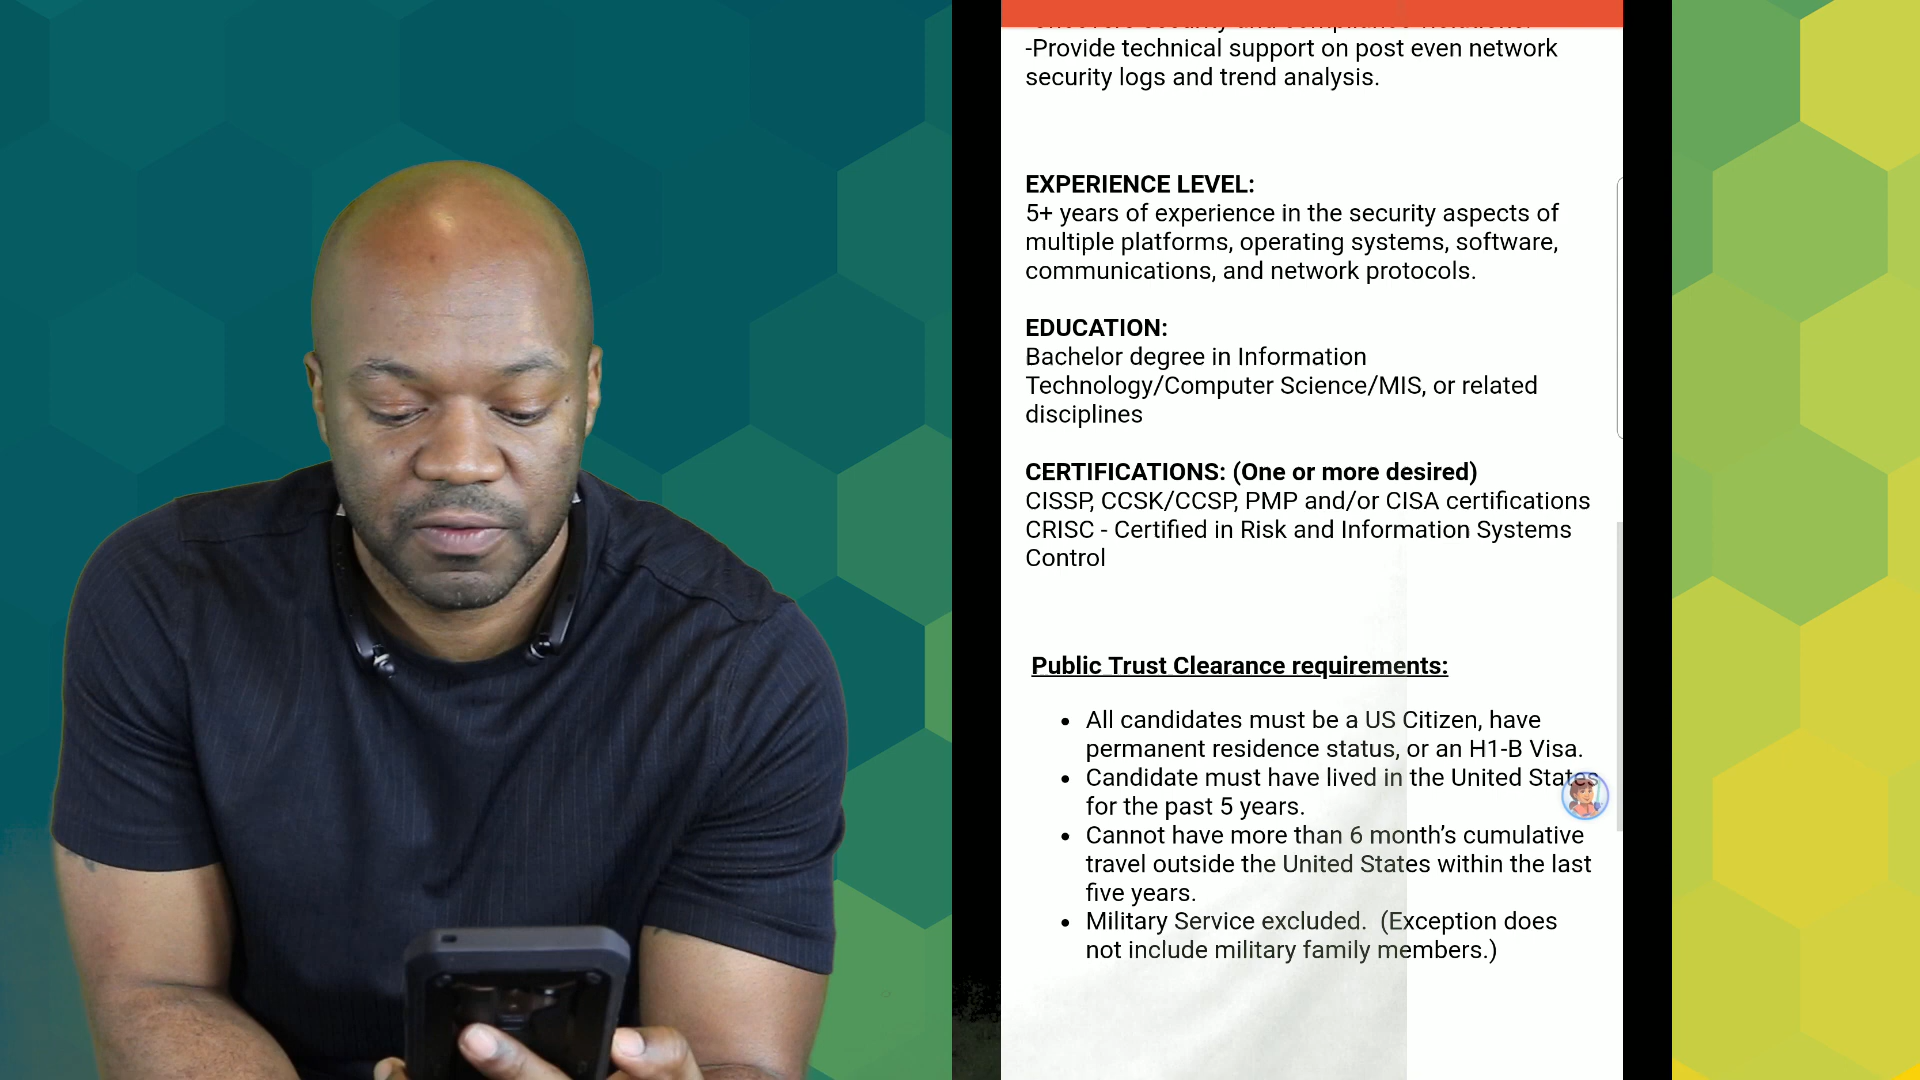 -Provide technical support on post even network
security logs and trend analysis.
EXPERIENCE LEVEL:
5+ years of experience in the security aspects of
multiple platforms, operating systems, software,
communications, and network protocols.
EDUCATION:
Bachelor degree in Information
Technology/Computer Science/MIS, or related
disciplines
CERTIFICATIONS: (One or more desired)
CISSP, CCSK/CCSP, PMP and/or CISA certifications
CRISC - Certified in Risk and Information Systems
Control
Public Trust Clearance requirements:
• All candidates must be a US Citizen, have
permanent residence status, or an H1-B Visa.
• Candidate must have lived in the United States
for the past 5 years.
• Cannot have more than 6 month’s cumulative
travel outside the United States within the last
five years.
• Military Service excluded.  (Exception does
not include military family members.)